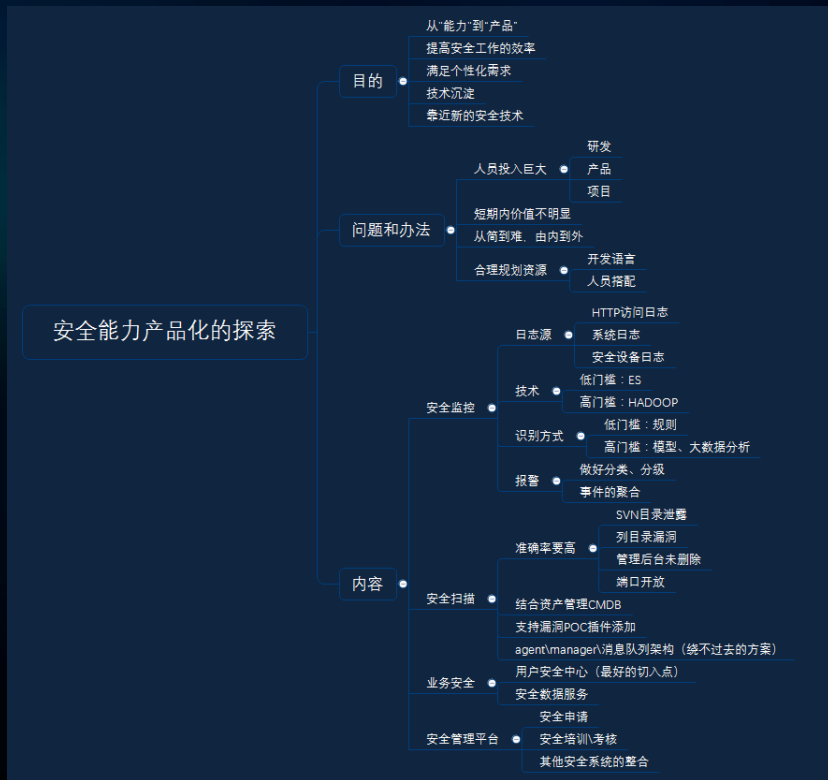 安全能力产品化的探索
目的
从"能力"到"产品"
提高安全工作的效率
满足个性化需求
技术沉淀
靠近新的安全技术
问题和办法
人员投入巨大
研发
产品
项目
短期内价值不明显
从简到难，由内到外
合理规划资源
开发语言
人员搭配
内容
安全监控
日志源
HTTP访问日志
系统日志
安全设备日志
技术
低门槛：ES
高门槛：HADOOP
识别方式
低门槛：规则
高门槛：模型、大数据分析
报警
做好分类、分级
事件的聚合
安全扫描
准确率要高
SVN目录泄露
列目录漏洞
管理后台未删除
端口开放
结合资产管理CMDB
支持漏洞POC插件添加
agent\manager\消息队列架构（绕不过去的方案）
业务安全
用户安全中心（最好的切入点）
安全数据服务
安全管理平台
安全申请
安全培训\考核
其他安全系统的整合